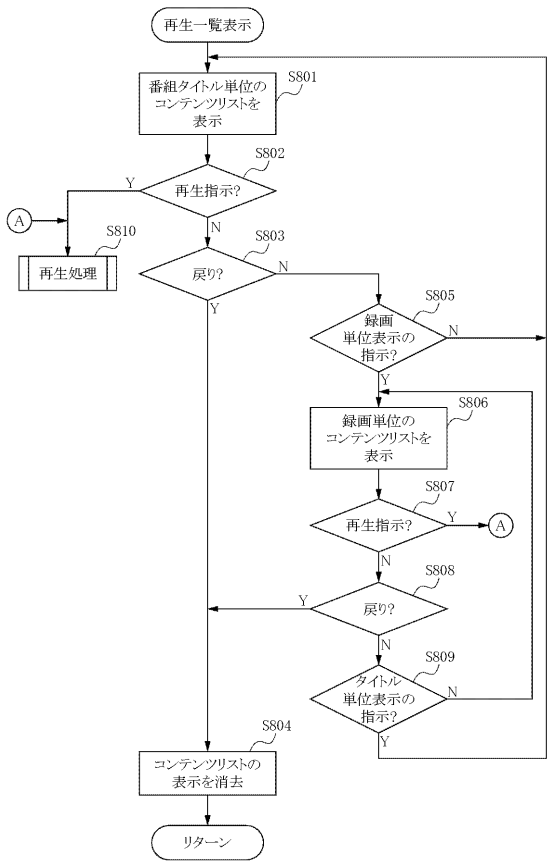 再生一覧表示
S801
番組タイトル単位の
コンテンツリストを
表示
S802
Y
再生指示?
A
N
S810
再生処理
S803
戻り?
N
Y
S805
録画
単位表示の
指示?
N
Y
S806
録画単位の
コンテンツリストを
表示
S807
再生指示?
Y
A
N
S808
Y
戻り?
N
S809
タイトル
単位表示の
指示?
N
Y
S804
コンテンツリストの
表示を消去
リターン